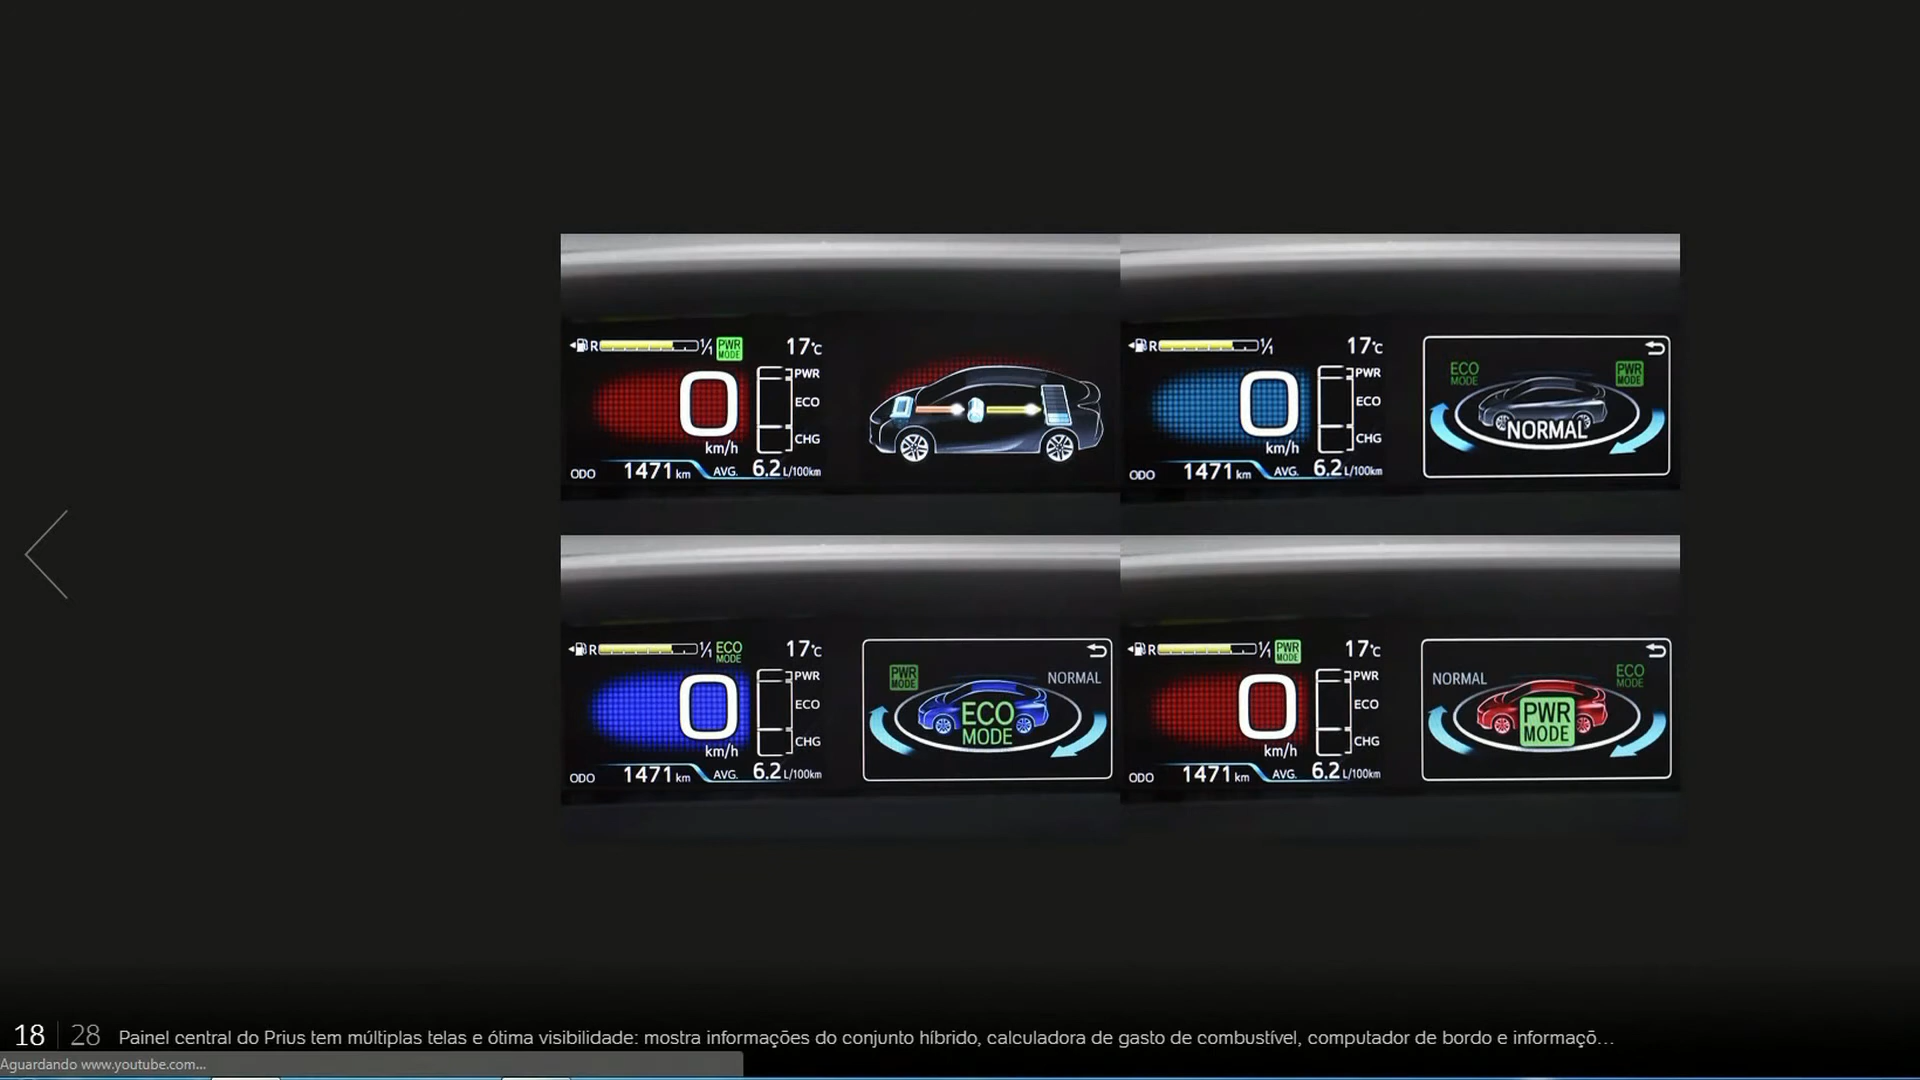 R 1/1 PWR MODE 17°C
PWR
0 ECO
km/h CHG
ODO 1471 km AVG. 6.2 L/100km
R 1/1 17°C
PWR
0 ECO
km/h CHG
ODO 1471 km AVG. 6.2 L/100km
ECO MODE
PWR MODE
NORMAL
R 1/1 ECO MODE 17°C
PWR
0 ECO
km/h CHG
ODO 1471 km AVG. 6.2 L/100km
PWR MODE
NORMAL
ECO MODE
R 1/1 PWR MODE 17°C
PWR
0 ECO
km/h CHG
ODO 1471 km AVG. 6.2 L/100km
NORMAL
ECO MODE
PWR MODE
18 | 28 Painel central do Prius tem múltiplas telas e ótima visibilidade: mostra informações do conjunto híbrido, calculadora de gasto de combustível, computador de bordo e informaçõ...
Aguardando www.youtube.com...